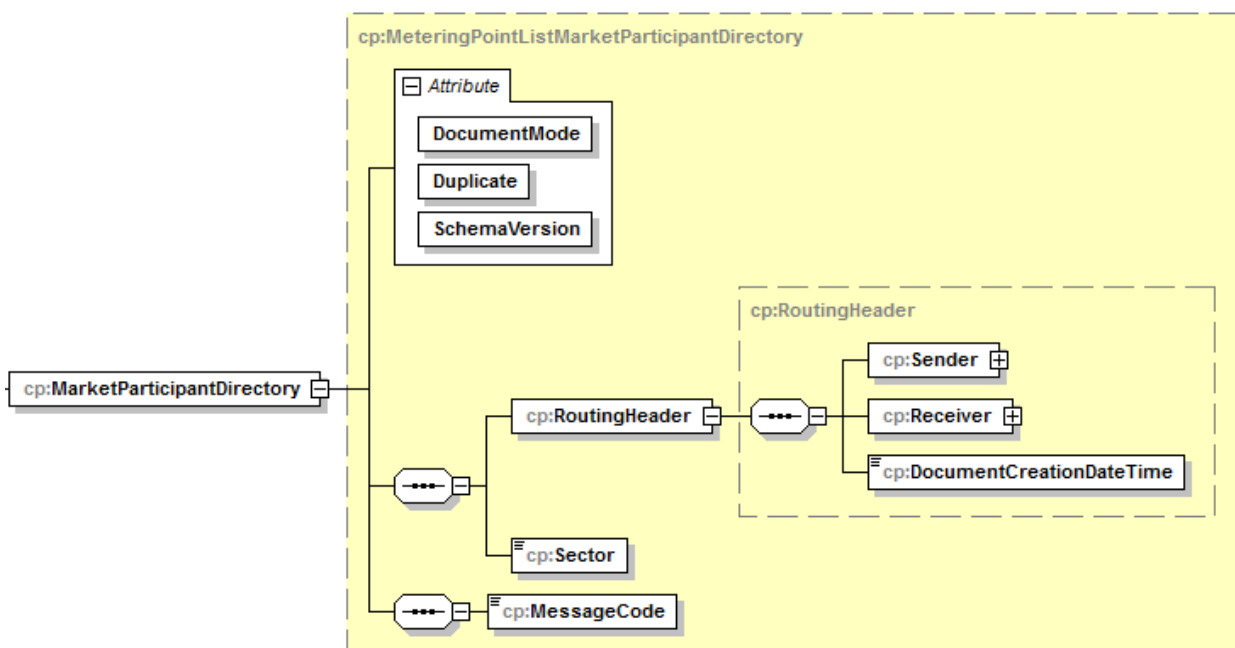 cp:MeteringPointListMarketParticipantDirectory
Attribute
DocumentMode
Duplicate
SchemaVersion
cp:RoutingHeader
cp:Sender
cp:MarketParticipantDirectory
cp:RoutingHeader
cp:Receiver
cp:DocumentCreationDateTime
cp:Sector
cp:MessageCode